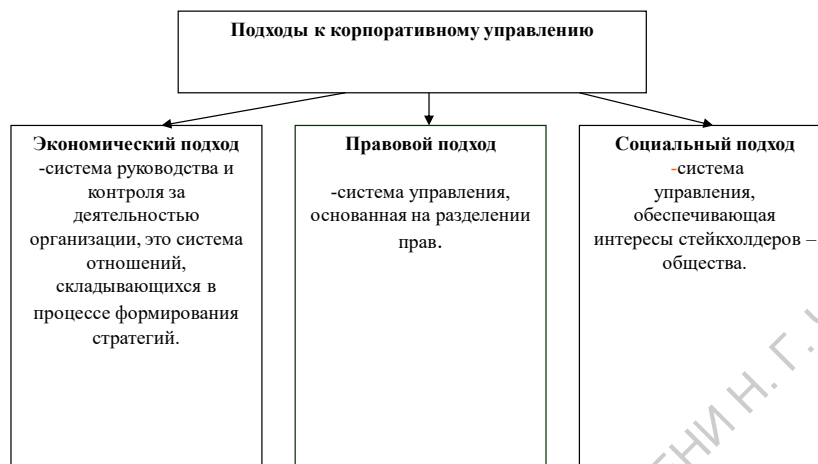 Подходы к корпоративному управлению
Экономический подход
-система руководства и
контроля за
деятельностью
организации, это система
отношений,
складывающихся в
процессе формирования
стратегий.
Правовой подход
-система управления,
основанная на разделении
прав.
Социальный подход
-система
управления,
обеспечивающая
интересы стейкхолдеров –
общества.
Н. Г.